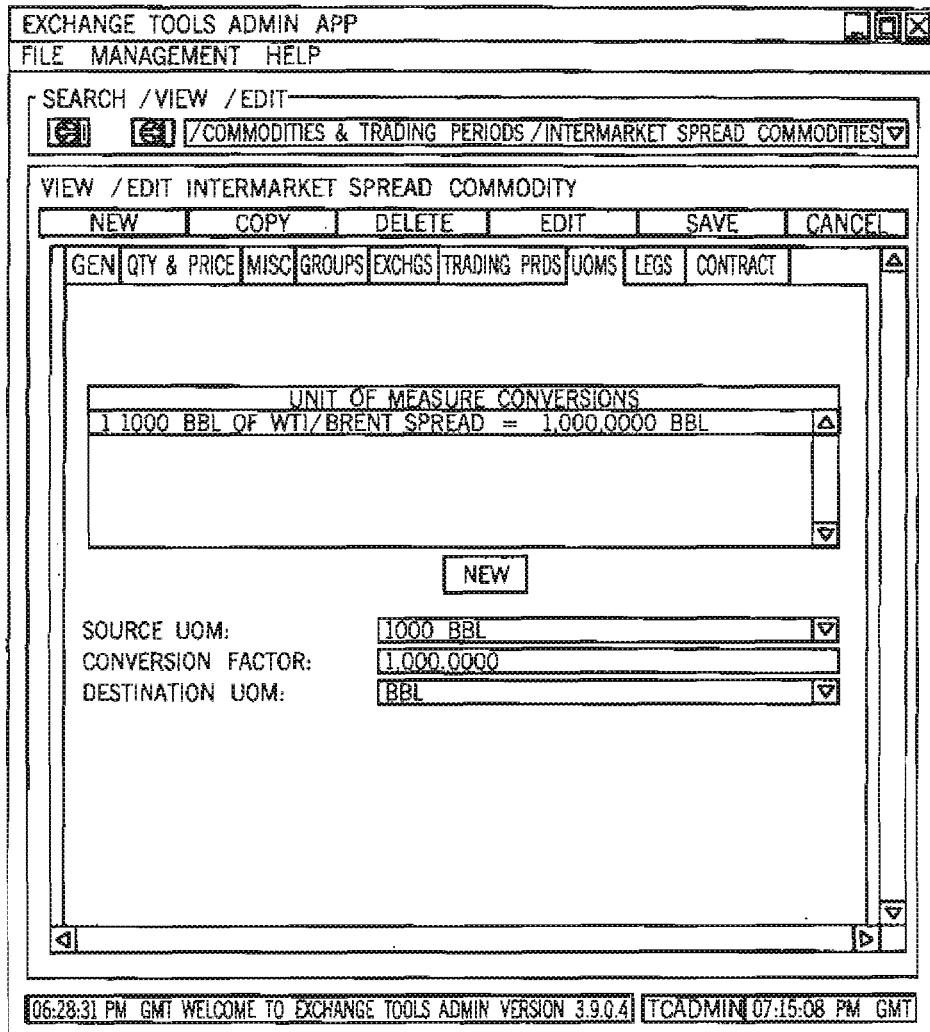 EXCHANGE TOOLS ADMIN APP
FILE MANAGEMENT HELP
SEARCH / VIEW / EDIT
/COMMODITIES & TRADING PERIODS /INTERMARKET SPREAD COMMODITIES
VIEW / EDIT INTERMARKET SPREAD COMMODITY
NEW COPY DELETE EDIT SAVE CANCEL
GEN QTY & PRICE MISC GROUPS EXCHGS TRADING PRDS UOMS LEGS CONTRACT
UNIT OF MEASURE CONVERSIONS
1 1000 BBL OF WTI/BRENT SPREAD = 1,000.0000 BBL
NEW
SOURCE UOM: 1000 BBL
CONVERSION FACTOR: 1.000.0000
DESTINATION UOM: BBL
06:28:31 PM GMT WELCOME TO EXCHANGE TOOLS ADMIN VERSION 3.9.0.4 TCADMIN 07:15:08 PM GMT